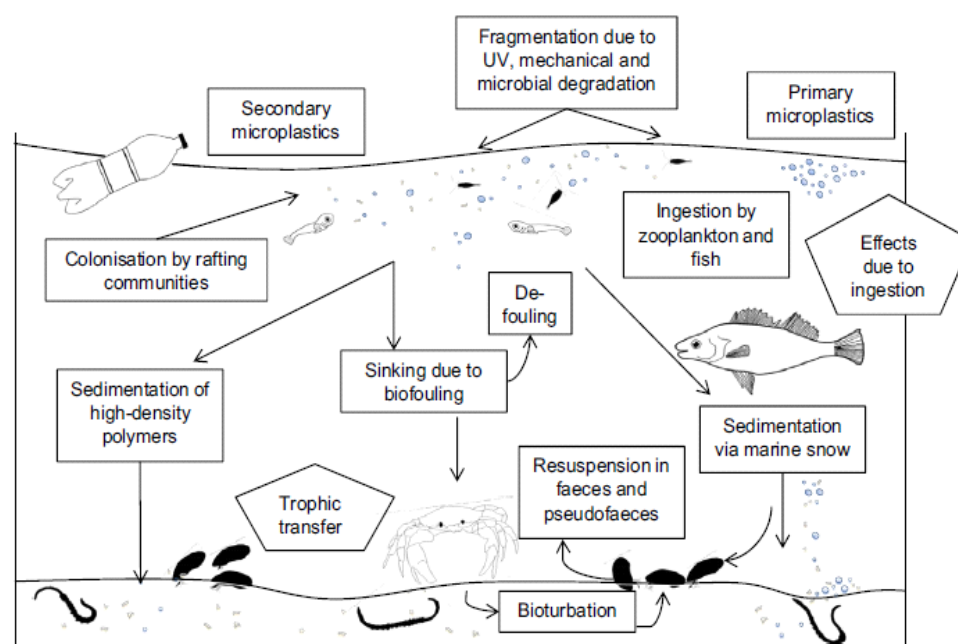 Fragmentation due to
UV, mechanical and
microbial degradation
Secondary
microplastics
Primary
microplastics
Colonisation by rafting
communities
Ingestion by
zooplankton and
fish
Effects
due to
ingestion
De-
fouling
Sinking due to
biofouling
Sedimentation of
high-density
polymers
Sedimentation
via marine snow
Trophic
transfer
Resuspension in
faeces and
pseudofaeces
Bioturbation